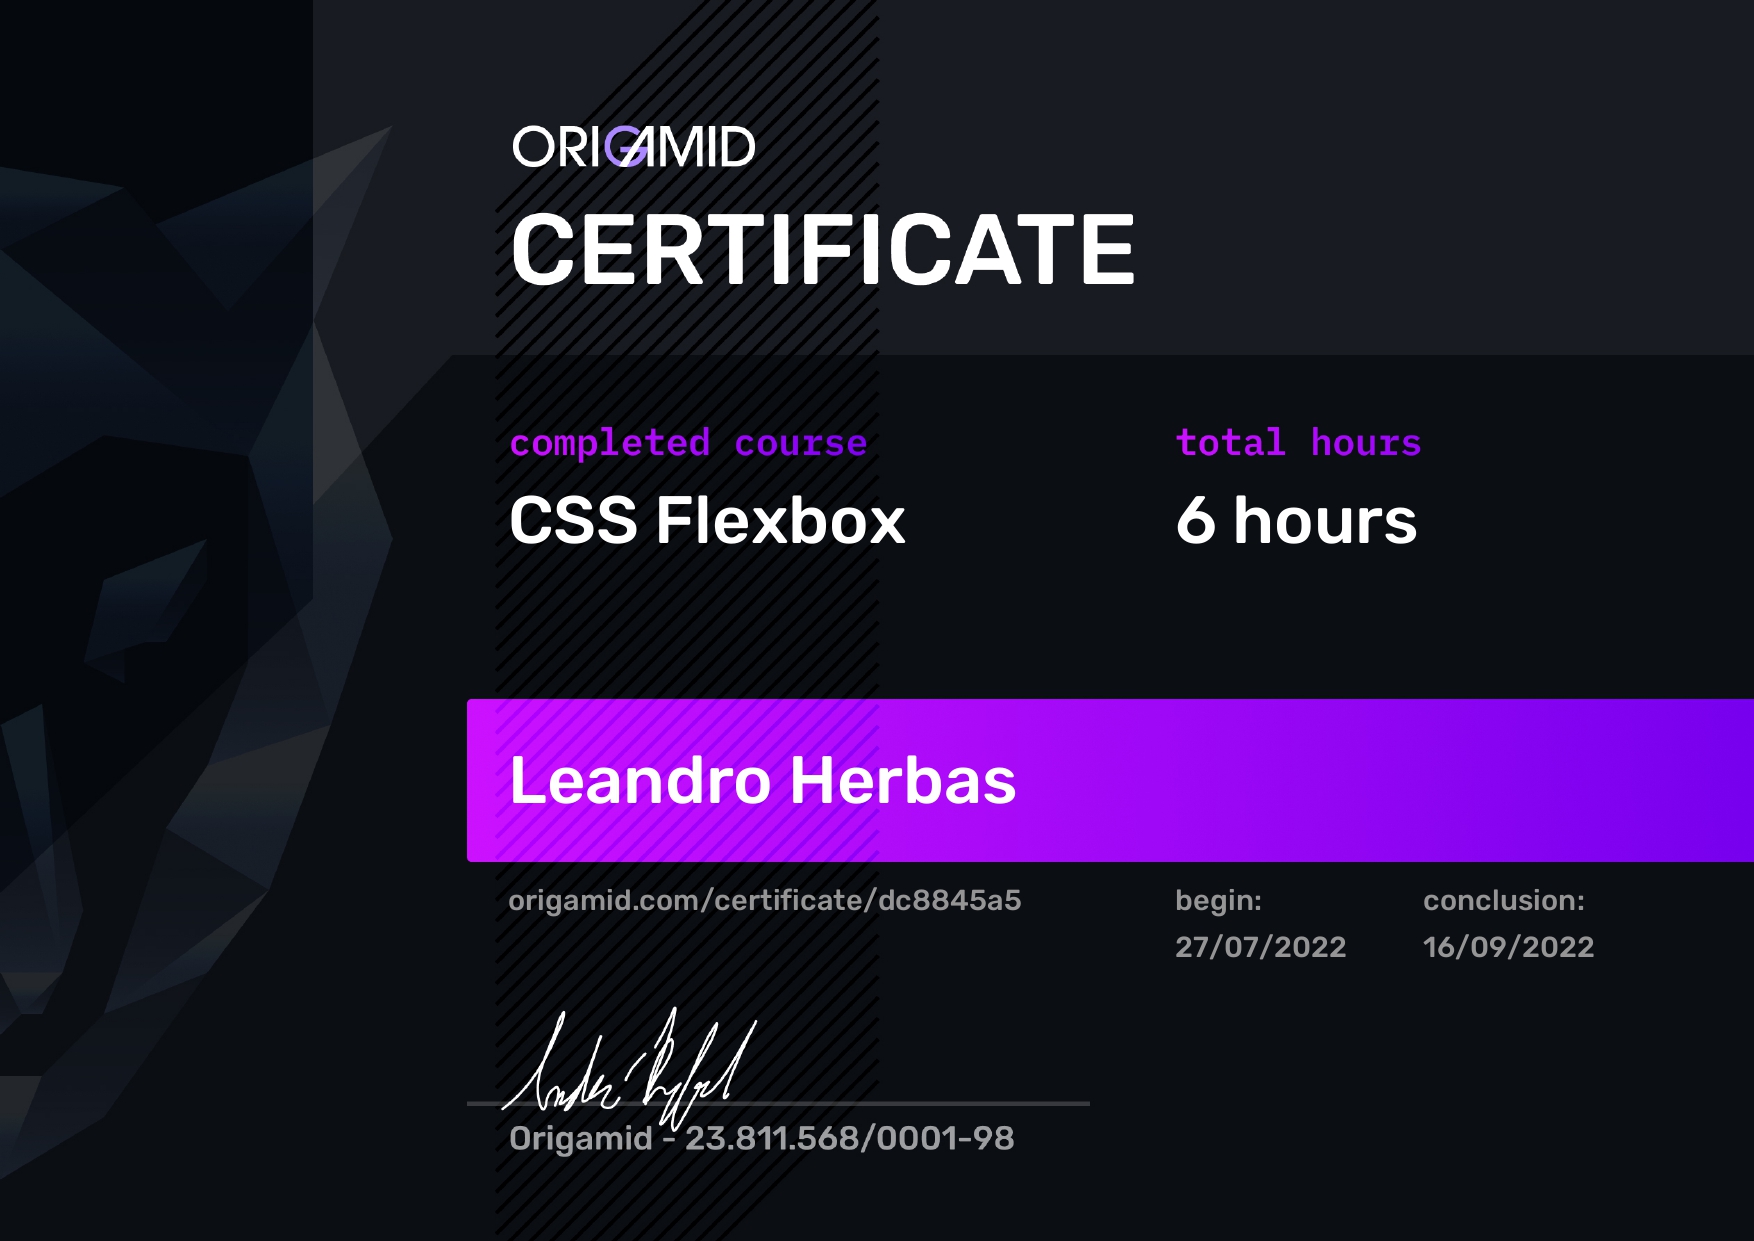 ORIGAMID
CERTIFICATE
completed course
CSS Flexbox
total hours
6 hours
Leandro Herbas
origamid.com/certificate/dc8845a5
begin:
27/07/2022
conclusion:
16/09/2022
Origamid - 23.811.568/0001-98